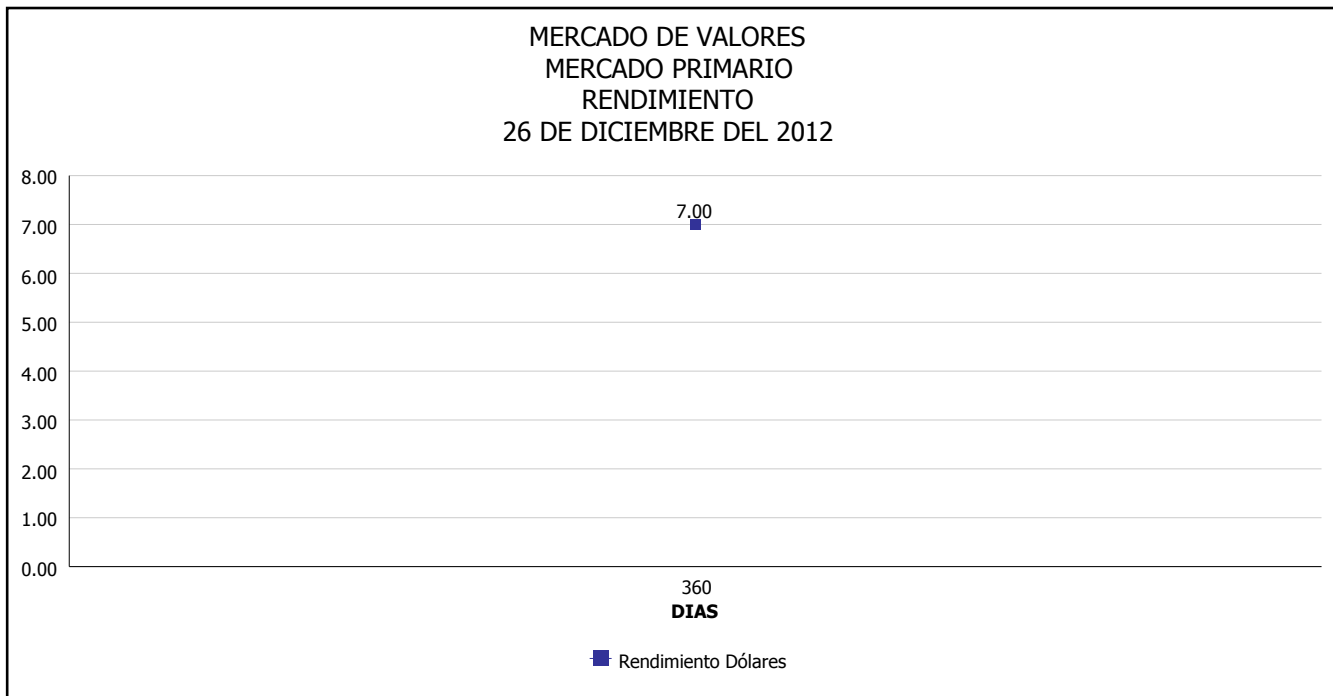 MERCADO DE VALORES
MERCADO PRIMARIO
RENDIMIENTO
26 DE DICIEMBRE DEL 2012
8.00
7.00
7.00
6.00
5.00
4.00
3.00
2.00
1.00
0.00
360
DIAS
Rendimiento Dólares